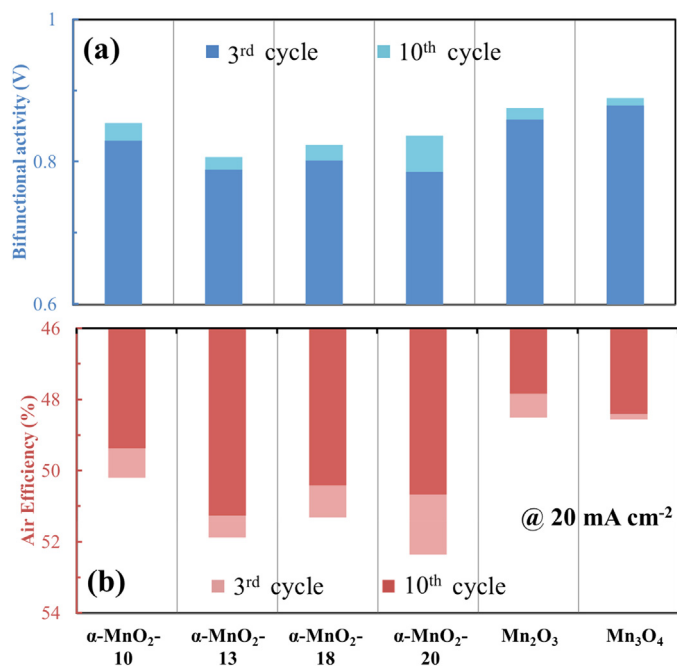 1
(a)
3rd cycle
10th cycle
Bifunctional activity (V)
0.8
0.6
46
48
50
52
54
Air Efficiency (%)
@ 20 mA cm-2
(b)
3rd cycle
10th cycle
α-MnO2-
10
α-MnO2-
13
α-MnO2-
18
α-MnO2-
20
Mn2O3
Mn3O4